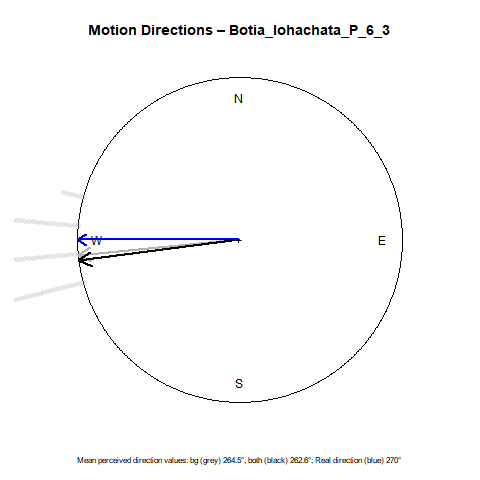 Motion Directions – Botia_lohachata_P_6_3
N
W
E
S
Mean perceived direction values: bg (grey) 264.5°, both (black) 262.6°; Real direction (blue) 270°